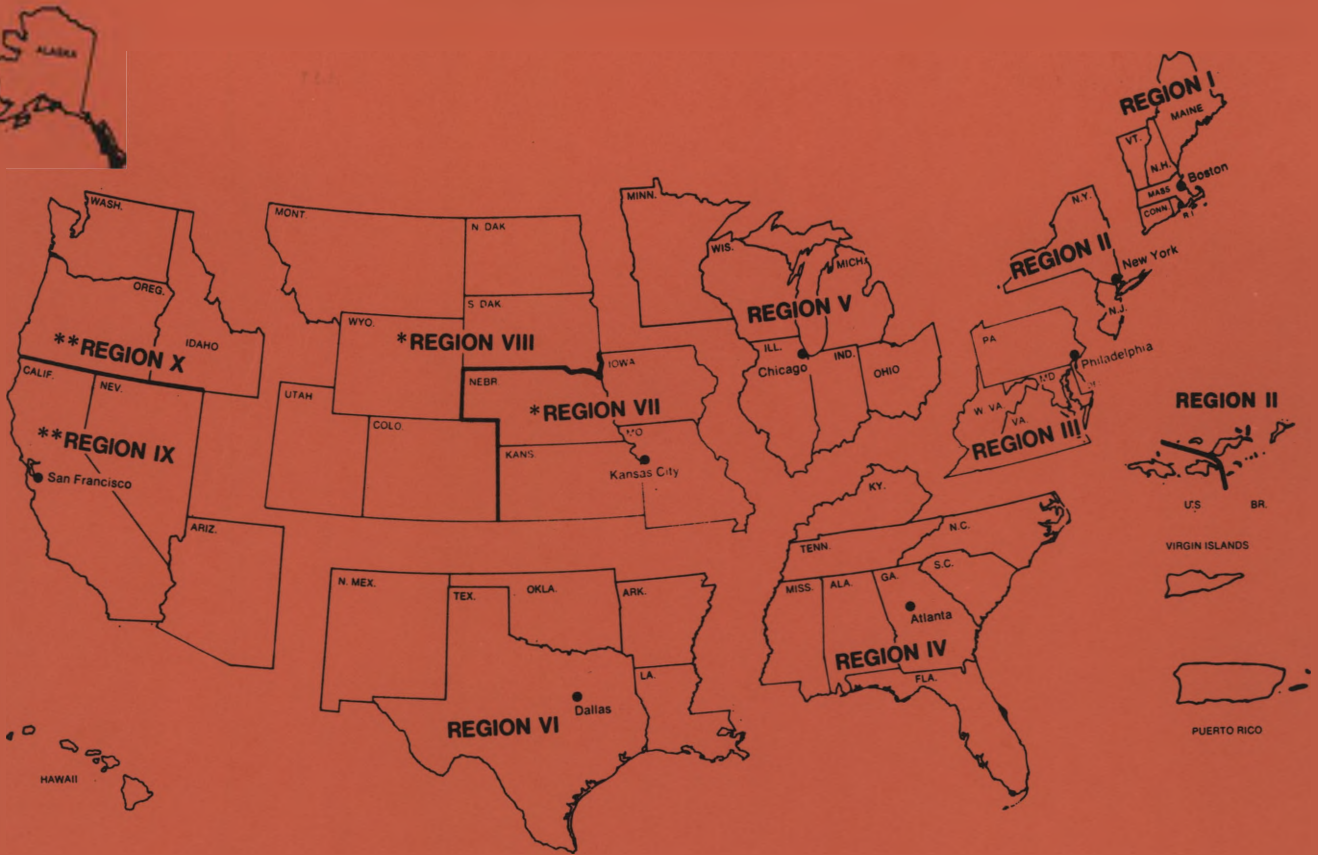 ALASKA
REGION I
MAINE
VT.
N.H.
Boston
MASS
CONN.
R.I.
N.Y.
REGION II
New York
N.J.
WASH.
OREG.
IDAHO
**REGION X
MONT.
N DAK
S DAK
WYO.
*REGION VIII
UTAH
COLO.
MINN.
WIS.
MICH.
REGION V
ILL.
Chicago
IND.
OHIO
PA
Philadelphia
MD
W VA.
VA.
REGION III
REGION II
U.S
BR.
VIRGIN ISLANDS
PUERTO RICO
CALIF.
NEV.
**REGION IX
San Francisco
ARIZ.
NEBR.
IOWA
*REGION VII
KANS.
MO
Kansas City
KY.
TENN.
N.C.
S.C.
MISS.
ALA.
GA.
Atlanta
REGION IV
FLA.
N. MEX.
TEX.
OKLA.
ARK.
LA.
Dallas
REGION VI
HAWAII